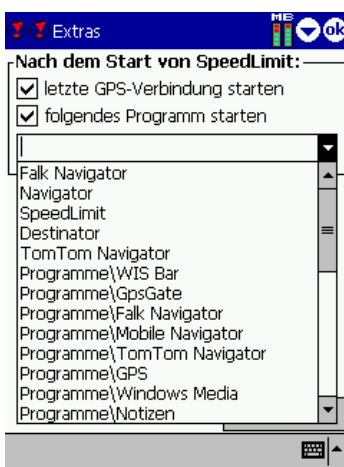 Extras
MB
ok
Nach dem Start von SpeedLimit:
letzte GPS-Verbindung starten
folgendes Programm starten
Falk Navigator
Navigator
SpeedLimit
Destinator
TomTom Navigator
Programme\WIS Bar
Programme\GpsGate
Programme\Falk Navigator
Programme\Mobile Navigator
Programme\TomTom Navigator
Programme\GPS
Programme\Windows Media
Programme\Notizen